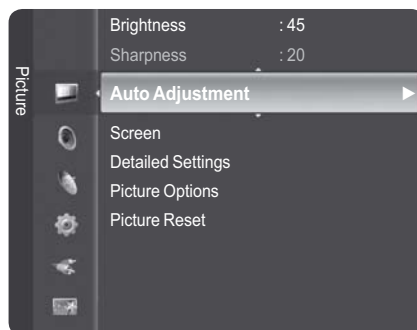 Picture
Brightness : 45
Sharpness : 20
Auto Adjustment
Screen
Detailed Settings
Picture Options
Picture Reset